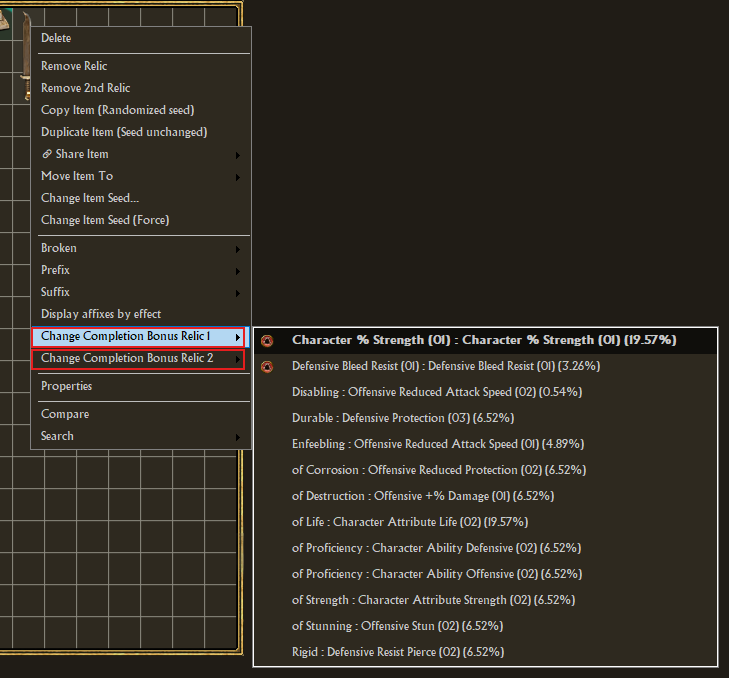 Delete
Remove Relic
Remove 2nd Relic
Copy Item (Randomized seed)
Duplicate Item (Seed unchanged)
Share Item
Move Item To
Change Item Seed...
Change Item Seed (Force)
Broken
Prefix
Suffix
Display affixes by effect
Change Completion Bonus Relic 1
Change Completion Bonus Relic 2
Properties
Compare
Search
Character % Strength (01) : Character % Strength (01) (19.57%)
Defensive Bleed Resist (01) : Defensive Bleed Resist (01) (3.26%)
Disabling : Offensive Reduced Attack Speed (02) (0.54%)
Durable : Defensive Protection (03) (6.52%)
Enfeebling : Offensive Reduced Attack Speed (01) (4.89%)
of Corrosion : Offensive Reduced Protection (02) (6.52%)
of Destruction : Offensive +% Damage (01) (6.52%)
of Life : Character Attribute Life (02) (19.57%)
of Proficiency : Character Ability Defensive (02) (6.52%)
of Proficiency : Character Ability Offensive (02) (6.52%)
of Strength : Character Attribute Strength (02) (6.52%)
of Stunning : Offensive Stun (02) (6.52%)
Rigid : Defensive Resist Pierce (02) (6.52%)